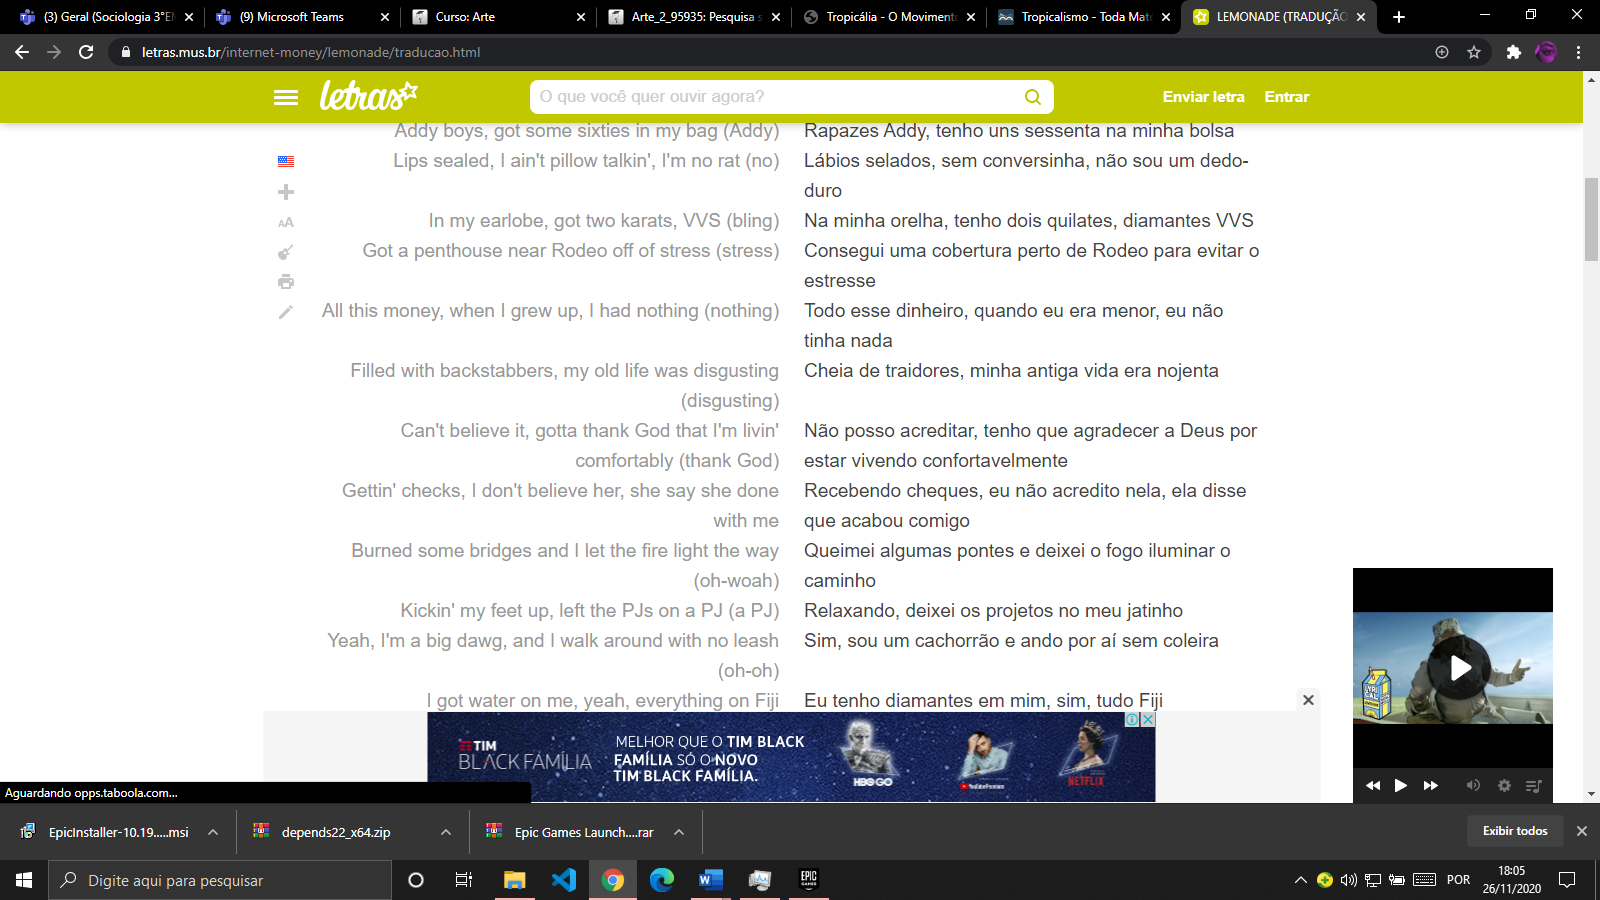 (3) Geral (Sociologia 3°EM
(9) Microsoft Teams
Curso: Arte
Arte_2_95935: Pesquisa s
Tropicália - O Movimento
Tropicalismo - Toda Maté
LEMONADE (TRADUÇÃO
letras.mus.br/internet-money/lemonade/traducao.html
letras
O que você quer ouvir agora?
Enviar letra
Entrar
Addy boys, got some sixties in my bag (Addy)
Rapazes Addy, tenho uns sessenta na minha bolsa
Lips sealed, I ain't pillow talkin', I'm no rat (no)
Lábios selados, sem conversinha, não sou um dedo-
duro
AA
In my earlobe, got two karats, VVS (bling)
Na minha orelha, tenho dois quilates, diamantes VVS
Got a penthouse near Rodeo off of stress (stress)
Consegui uma cobertura perto de Rodeo para evitar o
estresse
All this money, when I grew up, I had nothing (nothing)
Todo esse dinheiro, quando eu era menor, eu não
tinha nada
Filled with backstabbers, my old life was disgusting
(disgusting)
Cheia de traidores, minha antiga vida era nojenta
Can't believe it, gotta thank God that I'm livin'
comfortably (thank God)
Não posso acreditar, tenho que agradecer a Deus por
estar vivendo confortavelmente
Gettin' checks, I don't believe her, she say she done
with me
Recebendo cheques, eu não acredito nela, ela disse
que acabou comigo
Burned some bridges and I let the fire light the way
(oh-woah)
Queimei algumas pontes e deixei o fogo iluminar o
caminho
Kickin' my feet up, left the PJs on a PJ (a PJ)
Relaxando, deixei os projetos no meu jatinho
Yeah, I'm a big dawg, and I walk around with no leash
(oh-oh)
Sim, sou um cachorrão e ando por aí sem coleira
I got water on me, yeah, everything on Fiji
Eu tenho diamantes em mim, sim, tudo Fiji
TIM
BLACK FAMÍLIA
MELHOR QUE O TIM BLACK
FAMÍLIA SÓ O NOVO
TIM BLACK FAMÍLIA.
HBO GO
YouTube Premium
NETFLIX
LYRICAL
LEMONADE
Aguardando opps.taboola.com...
EpicInstaller-10.19.....msi
depends22_x64.zip
Epic Games Launch....rar
Exibir todos
Digite aqui para pesquisar
EPIC
GAMES
POR
18:05
26/11/2020